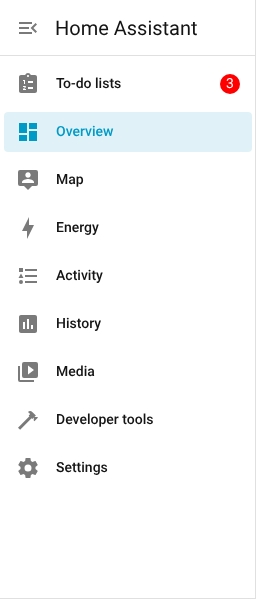 Home Assistant
To-do lists 3
Overview
Map
Energy
Activity
History
Media
Developer tools
Settings